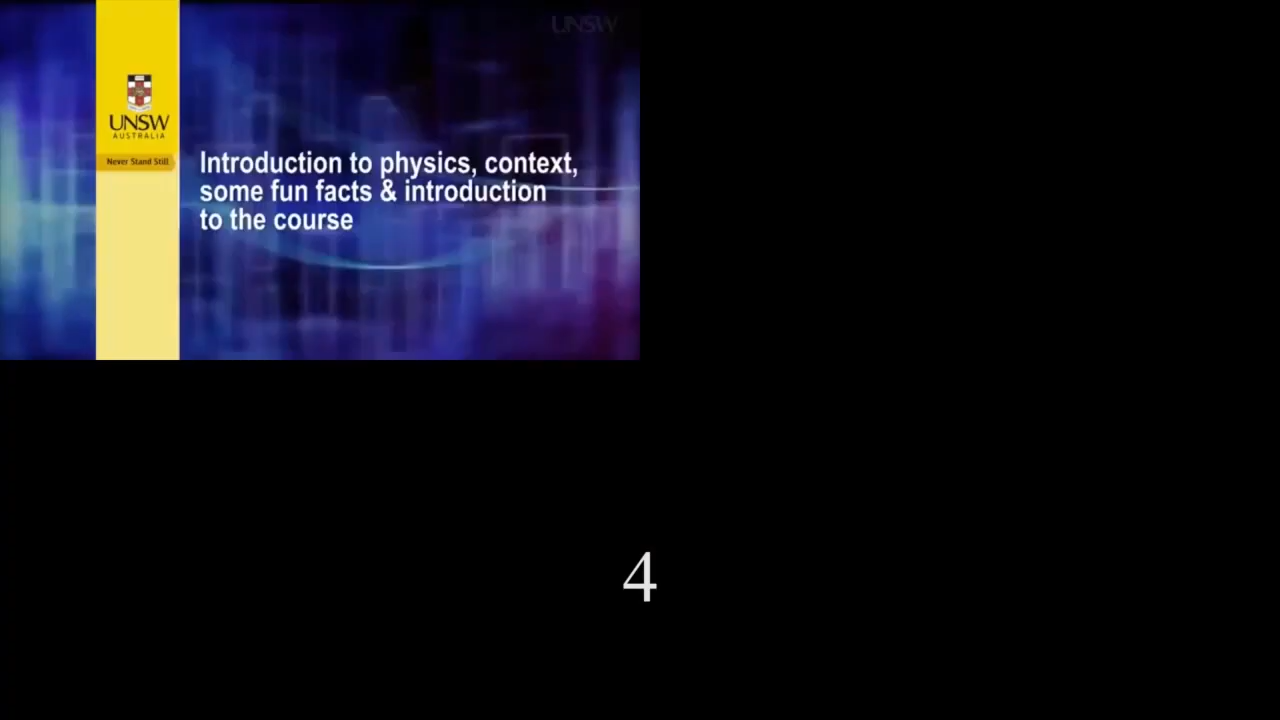 UNSW
UNSW
AUSTRALIA
Never Stand Still
Introduction to physics, context,
some fun facts & introduction
to the course
4